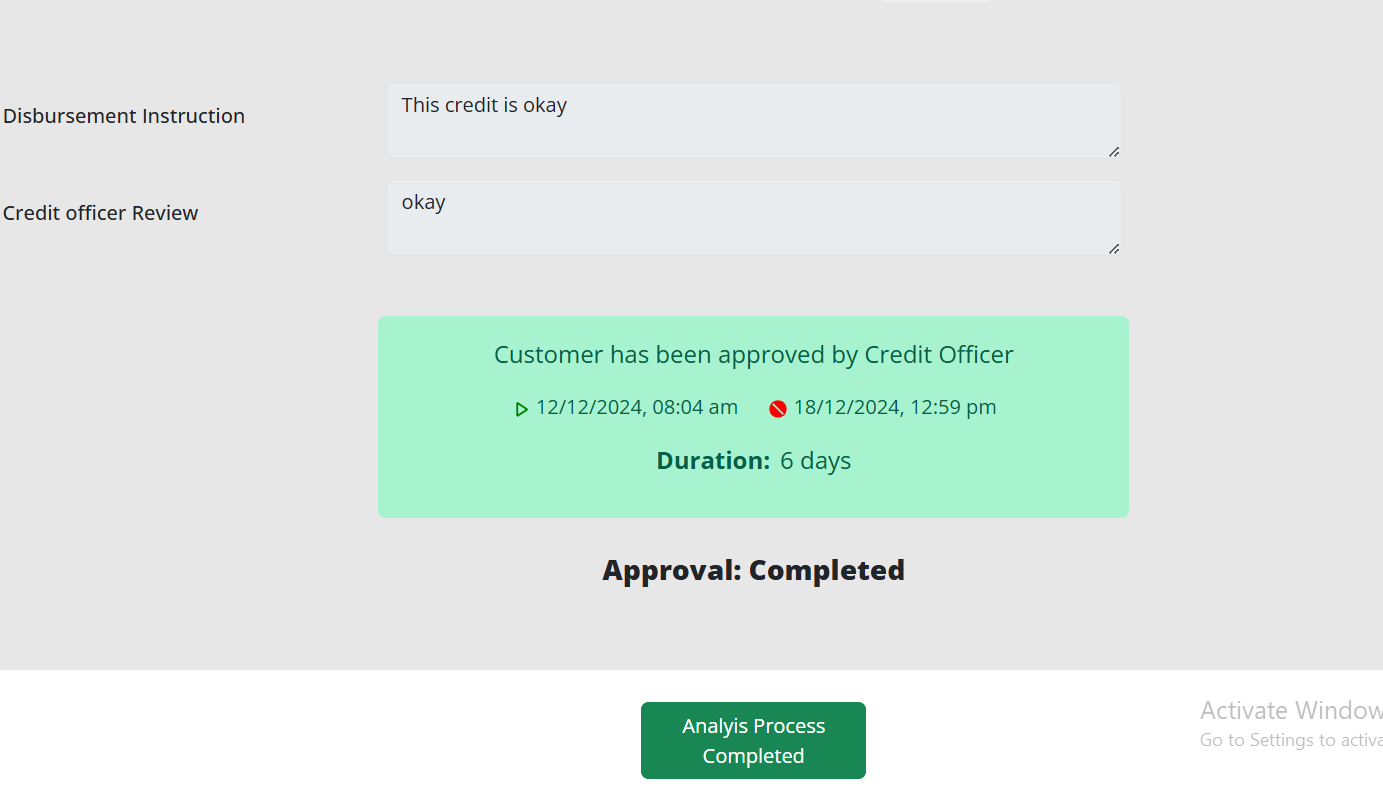 Disbursement Instruction
This credit is okay
Credit officer Review
okay
Customer has been approved by Credit Officer
12/12/2024, 08:04 am 18/12/2024, 12:59 pm
Duration: 6 days
Approval: Completed
Analyis Process
Completed
Activate Window
Go to Settings to activa